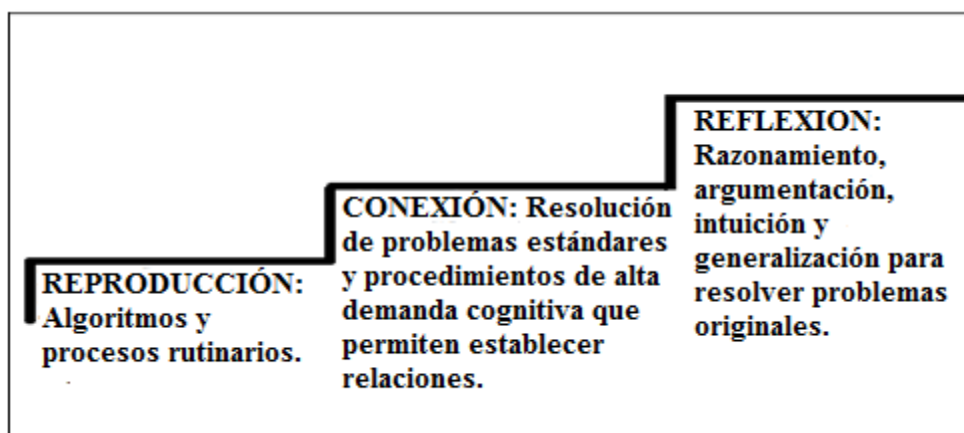 REPRODUCCIÓN:
Algoritmos y
procesos rutinarios.
CONEXIÓN: Resolución
de problemas estándares
y procedimientos de alta
demanda cognitiva que
permiten establecer
relaciones.
REFLEXION:
Razonamiento,
argumentación,
intuición y
generalización para
resolver problemas
originales.